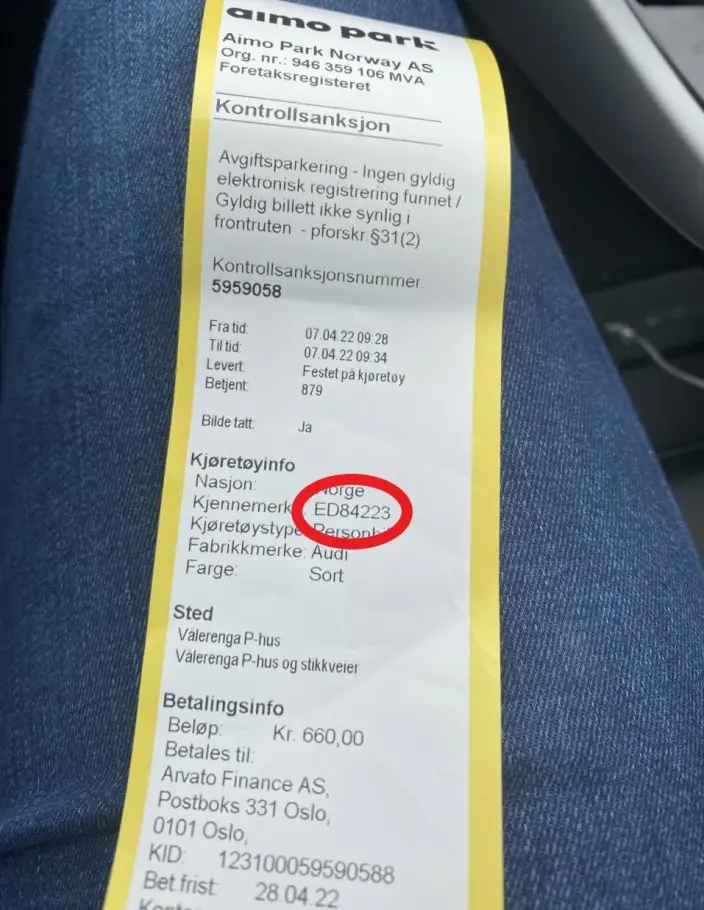 aimo park
Aimo Park Norway AS
Org. nr.: 946 359 106 MVA
Foretaksregisteret
Kontrollsanksjon
Avgiftsparkering - Ingen gyldig
elektronisk registrering funnet /
Gyldig billett ikke synlig i
frontruten - pforskr.§31(2)
Kontrollsanksjonsnummer:
5959058
Fra tid: 07.04.22 09:28
Til tid: 07.04.22 09:34
Levert: Festet på kjøretøy
Betjent: 879
Bilde tatt: Ja
Kjøretøyinfo
Nasjon: Norge
Kjennemerke: ED84223
Kjøretøystype: 
Fabrikkmerke: Audi
Farge: Sort
Sted
Vålerenga P-hus
Vålerenga P-hus og stikkveier
Betalingsinfo
Beløp: Kr. 660,00
Betales til:
Arvato Finance AS,
Postboks 331 Oslo,
0101 Oslo,
KID: 123100059590588
Bet.frist: 28.04.22